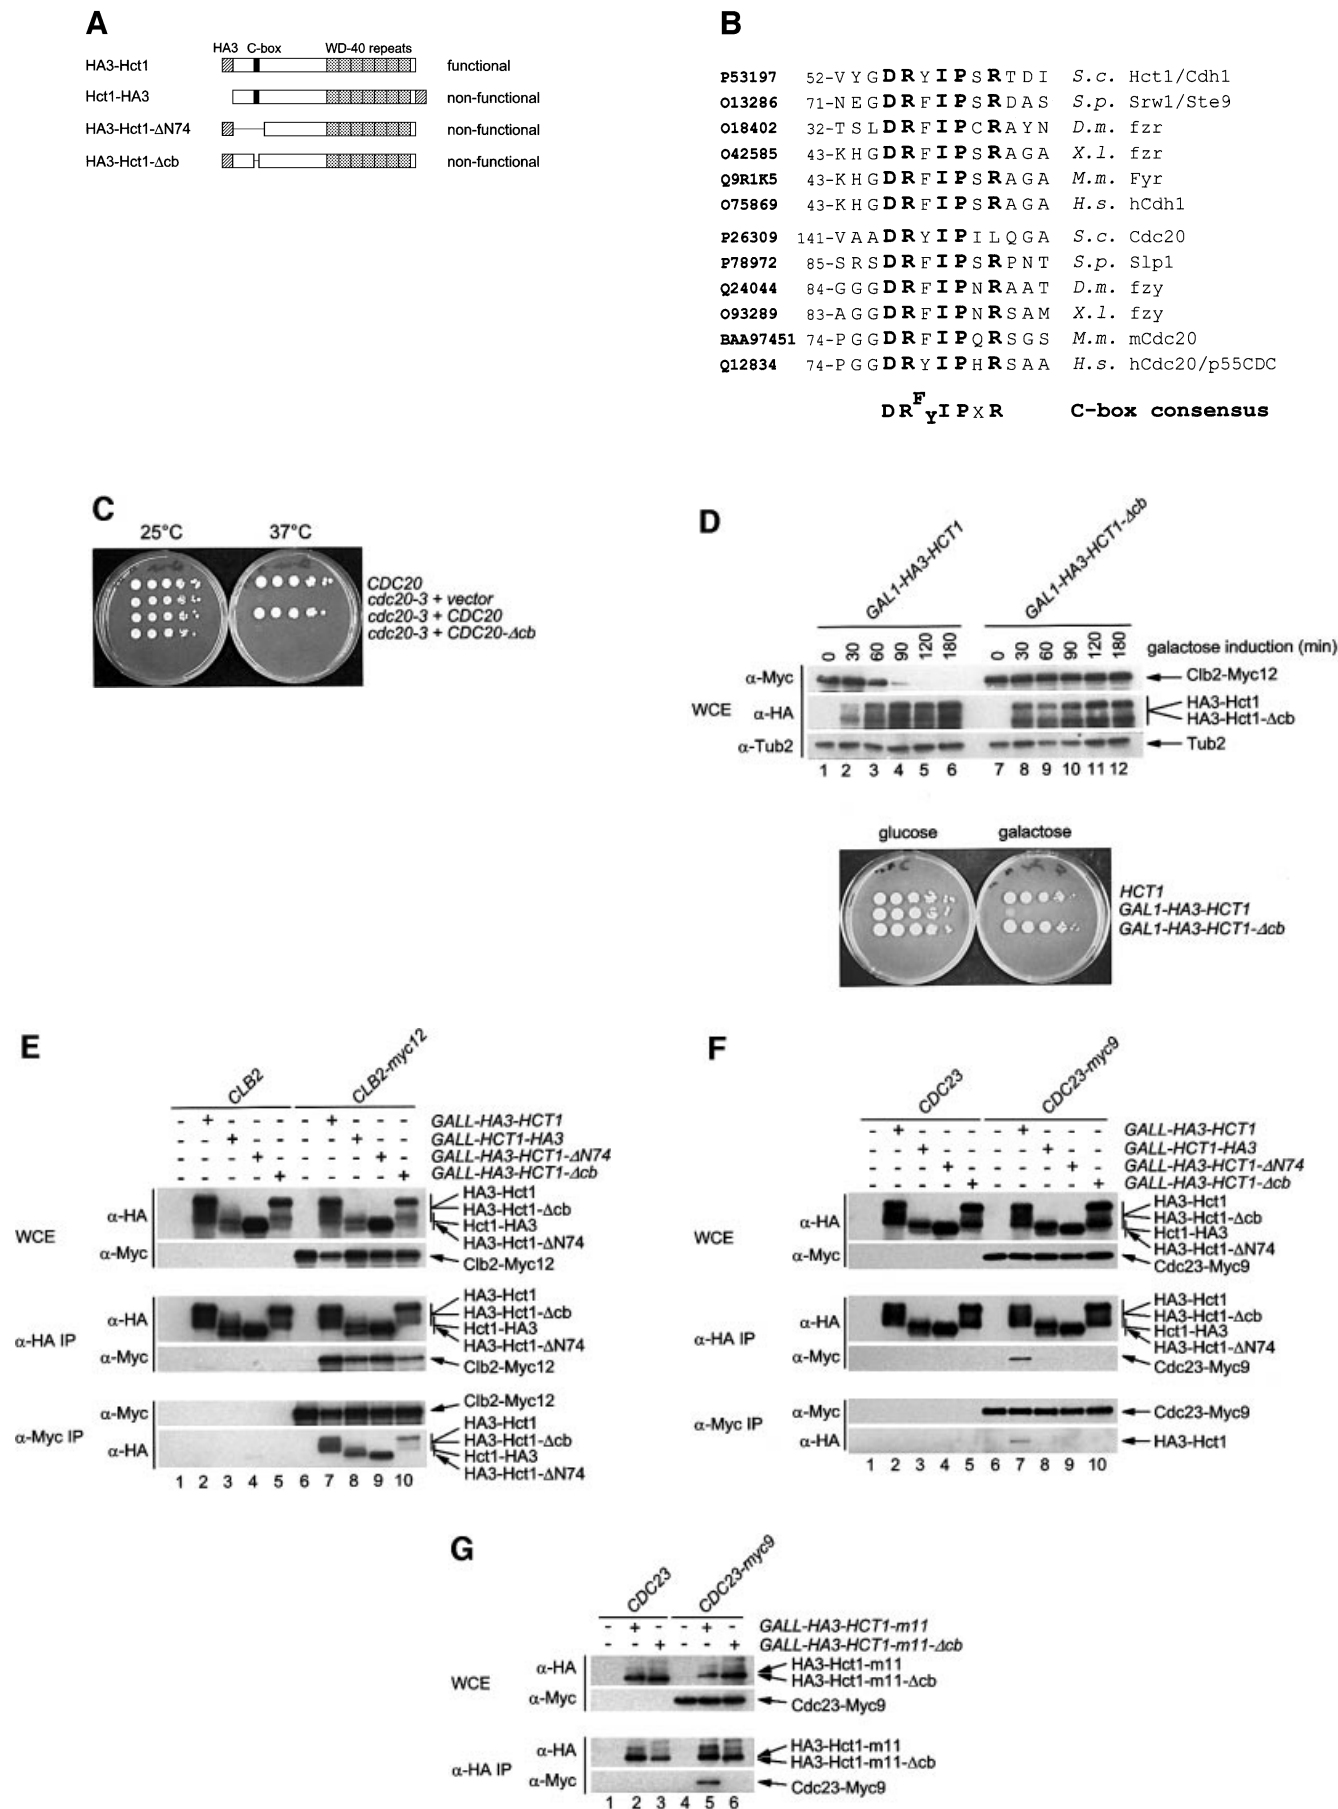 A
HA3 C-box WD-40 repeats
HA3-Hct1 functional
Hct1-HA3 non-functional
HA3-Hct1-ΔN74 non-functional
HA3-Hct1-Δcb non-functional
B
P53197 52-VYGDRYIPSRTDI S.c. Hct1/Cdh1
O13286 71-NEGDRFIPSRDAS S.p. Srw1/Ste9
O18402 32-TSLDRFIPCRAYN D.m. fzr
O42585 43-KHGDRFIPSRAGA X.l. fzr
Q9R1K5 43-KHGDRFIPSRAGA M.m. Fyr
O75869 43-KHGDRFIPSRAGA H.s. hCdh1
P26309 141-VAADRYIPILQGA S.c. Cdc20
P78972 85-SRSDRFIPSRPNT S.p. Slp1
Q24044 84-GGGDRFIPNRAAT D.m. fzy
O93289 83-AGGDRFIPNRSAM X.l. fzy
BAA97451 74-PGGDRFIPQRSGS M.m. mCdc20
Q12834 74-PGGDRYIPHRSAA H.s. hCdc20/p55CDC
DRFYIPXR C-box consensus
C
25°C 37°C
CDC20
cdc20-3 + vector
cdc20-3 + CDC20
cdc20-3 + CDC20-Δcb
D
GAL1-HA3-HCT1 GAL1-HA3-HCT1-Δcb
0 30 60 90 120 180 0 30 60 90 120 180 galactose induction (min)
α-Myc Clb2-Myc12
WCE α-HA HA3-Hct1
HA3-Hct1-Δcb
α-Tub2 Tub2
1 2 3 4 5 6 7 8 9 10 11 12
glucose galactose
HCT1
GAL1-HA3-HCT1
GAL1-HA3-HCT1-Δcb
E
CLB2 CLB2-myc12
- + - - - - + - - - GALL-HA3-HCT1
- - + - - - - + - - GALL-HCT1-HA3
- - - + - - - - + - GALL-HA3-HCT1-ΔN74
- - - - + - - - - + GALL-HA3-HCT1-Δcb
WCE
α-HA HA3-Hct1
HA3-Hct1-Δcb
Hct1-HA3
HA3-Hct1-ΔN74
α-Myc Clb2-Myc12
α-HA IP
α-HA HA3-Hct1
HA3-Hct1-Δcb
Hct1-HA3
HA3-Hct1-ΔN74
α-Myc Clb2-Myc12
α-Myc IP
α-Myc Clb2-Myc12
α-HA HA3-Hct1
HA3-Hct1-Δcb
Hct1-HA3
HA3-Hct1-ΔN74
1 2 3 4 5 6 7 8 9 10
F
CDC23 CDC23-myc9
- + - - - - + - - - GALL-HA3-HCT1
- - + - - - - + - - GALL-HCT1-HA3
- - - + - - - - + - GALL-HA3-HCT1-ΔN74
- - - - + - - - - + GALL-HA3-HCT1-Δcb
WCE
α-HA HA3-Hct1
HA3-Hct1-Δcb
Hct1-HA3
HA3-Hct1-ΔN74
α-Myc Cdc23-Myc9
α-HA IP
α-HA HA3-Hct1
HA3-Hct1-Δcb
Hct1-HA3
HA3-Hct1-ΔN74
α-Myc Cdc23-Myc9
α-Myc IP
α-Myc Cdc23-Myc9
α-HA HA3-Hct1
1 2 3 4 5 6 7 8 9 10
G
CDC23 CDC23-myc9
- + - - + - GALL-HA3-HCT1-m11
- - + - - + GALL-HA3-HCT1-m11-Δcb
WCE
α-HA HA3-Hct1-m11
HA3-Hct1-m11-Δcb
α-Myc Cdc23-Myc9
α-HA IP
α-HA HA3-Hct1-m11
HA3-Hct1-m11-Δcb
α-Myc Cdc23-Myc9
1 2 3 4 5 6